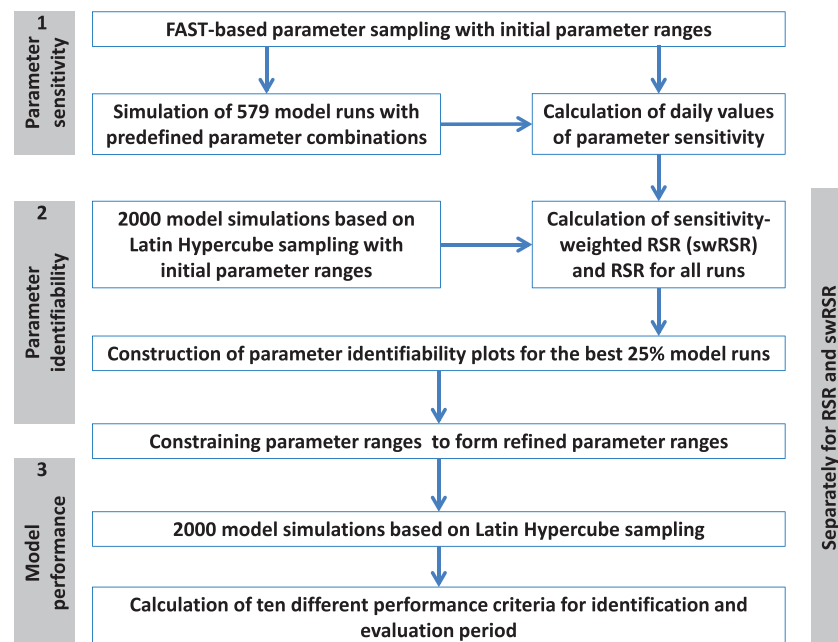 1
Parameter
sensitivity
FAST-based parameter sampling with initial parameter ranges
Simulation of 579 model runs with
predefined parameter combinations
Calculation of daily values
of parameter sensitivity
2
Parameter
identifiability
2000 model simulations based on
Latin Hypercube sampling with
initial parameter ranges
Calculation of sensitivity-
weighted RSR (swRSR)
and RSR for all runs
Construction of parameter identifiability plots for the best 25% model runs
Constraining parameter ranges to form refined parameter ranges
3
Model
performance
2000 model simulations based on Latin Hypercube sampling
Calculation of ten different performance criteria for identification and
evaluation period
Separately for RSR and swRSR